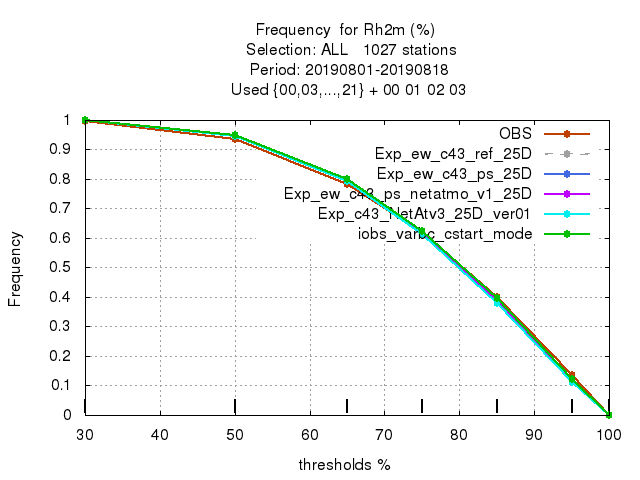 Frequency  for Rh2m (%)
Selection: ALL   1027 stations
Period: 20190801-20190818
Used {00,03,...,21} + 00 01 02 03
1
0.9
0.8
0.7
0.6
0.5
0.4
0.3
0.2
0.1
0
Frequency
OBS
Exp_ew_c43_ref_25D
Exp_ew_c43_ps_25D
Exp_ew_c43_ps_netatmo_v1_25D
Exp_c43_NetAtv3_25D_ver01
iobs_varbc_cstart_mode
30 40 50 60 70 80 90 100
thresholds %